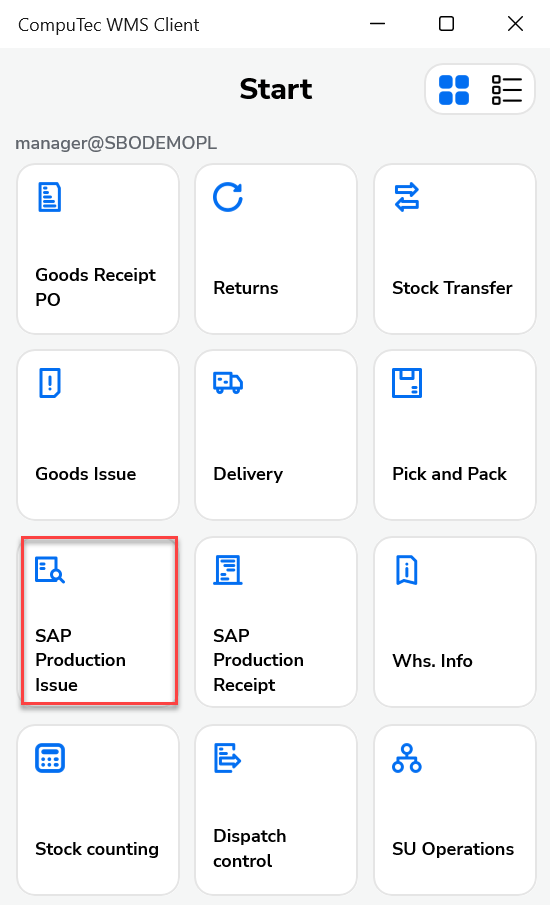 CompuTec WMS Client
Start
manager@SBODEMOPL
Goods Receipt
PO
Returns
Stock Transfer
Goods Issue
Delivery
Pick and Pack
SAP
Production
Issue
SAP
Production
Receipt
Whs. Info
Stock counting
Dispatch
control
SU Operations